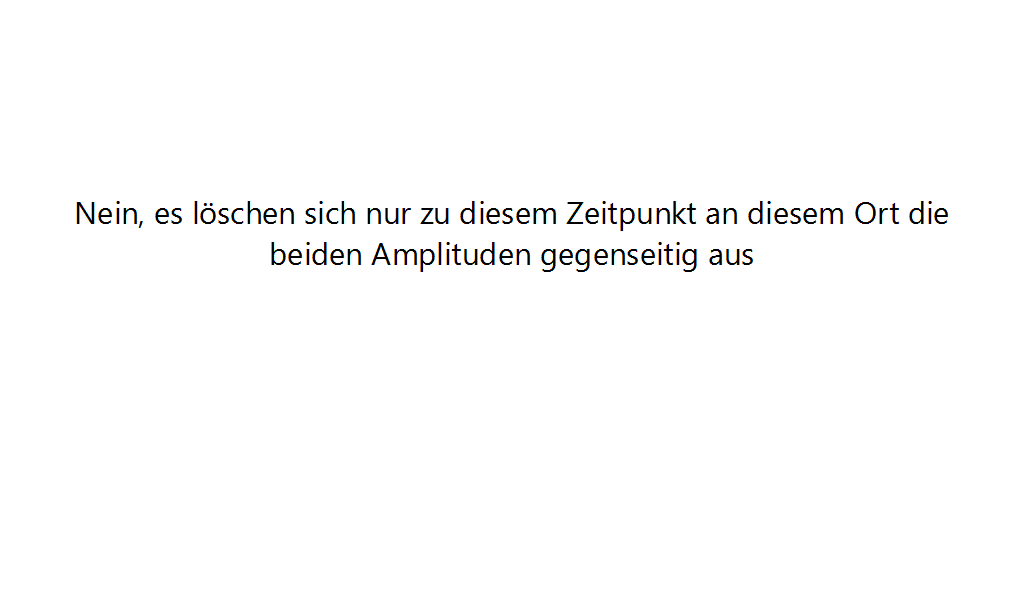 Nein, es löschen sich nur zu diesem Zeitpunkt an diesem Ort die
beiden Amplituden gegenseitig aus